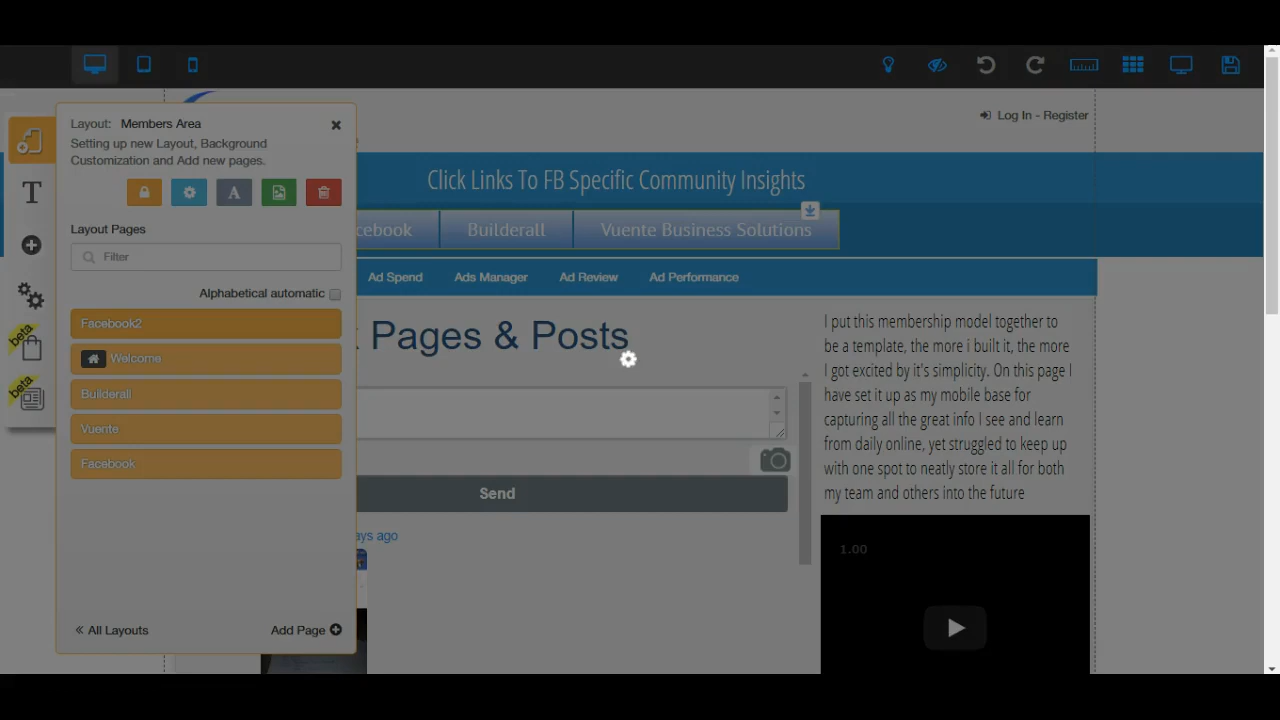 Log In - Register
Layout: Members Area
Setting up new Layout, Background
Customization and Add new pages.
A
Layout Pages
Filter
Alphabetical automatic
Facebook2
Welcome
Builderall
Vuente
Facebook
All Layouts
Add Page
T
beta
beta
Click Links To FB Specific Community Insights
cebook
Builderall
Vuente Business Solutions
Ad Spend
Ads Manager
Ad Review
Ad Performance
Pages & Posts
Send
ays ago
I put this membership model together to
be a template, the more i built it, the more
I got excited by it's simplicity. On this page I
have set it up as my mobile base for
capturing all the great info I see and learn
from daily online, yet struggled to keep up
with one spot to neatly store it all for both
my team and others into the future
1.00